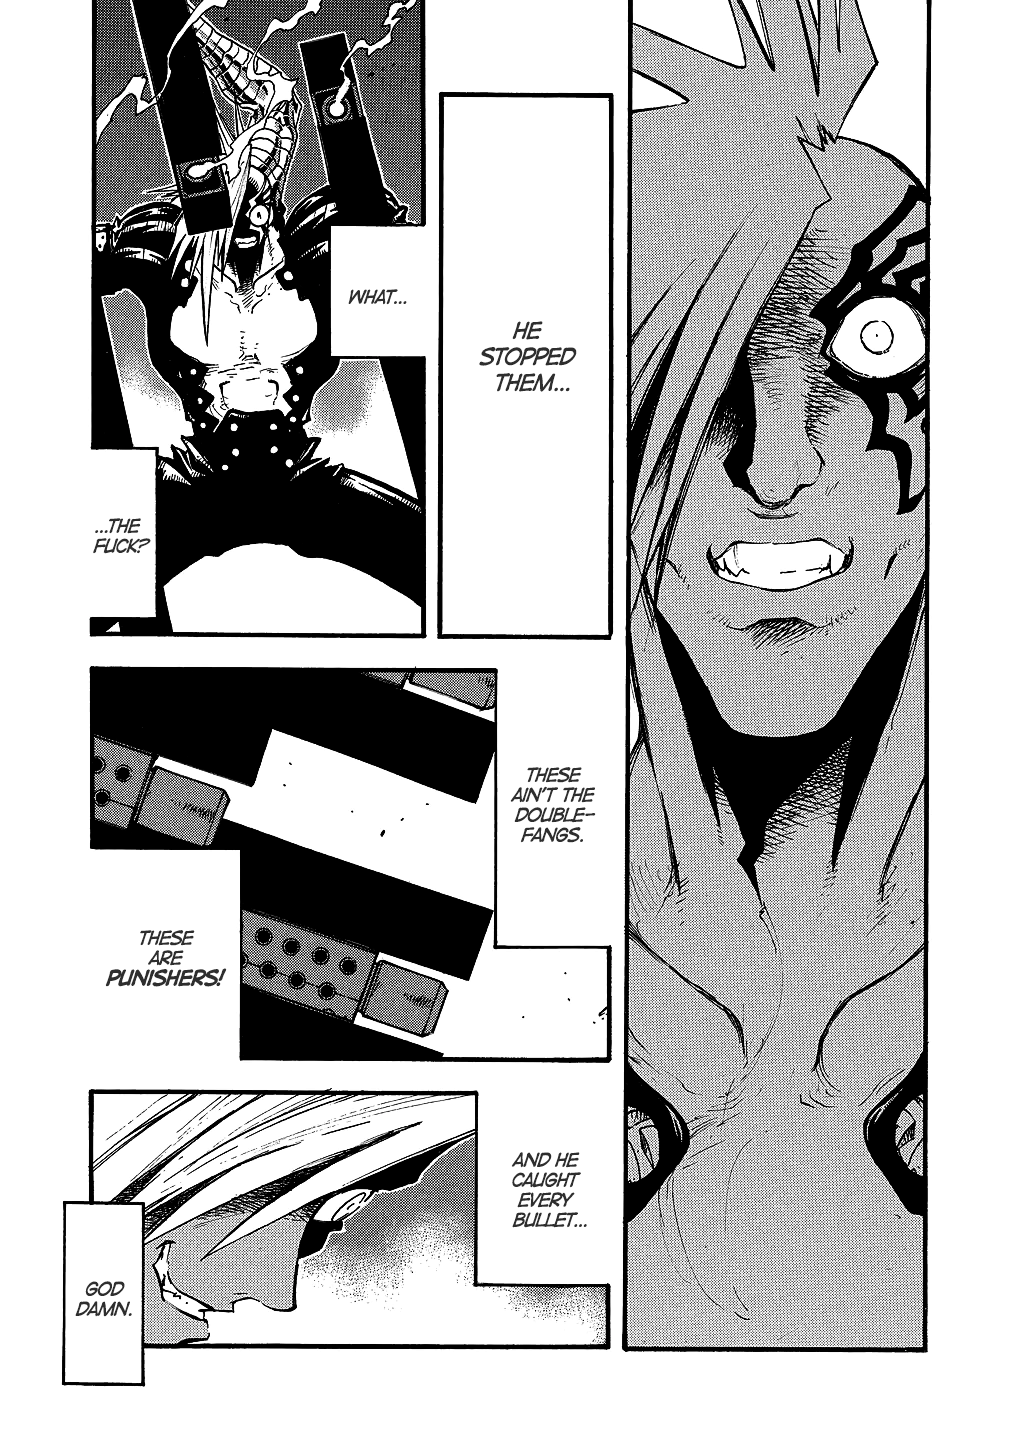 HE
STOPPED
THEM...
WHAT...
...THE
FUCK?
THESE
AIN'T THE
DOUBLE-
FANGS.
THESE
ARE
PUNISHERS!
AND HE
CAUGHT
EVERY
BULLET...
GOD
DAMN.